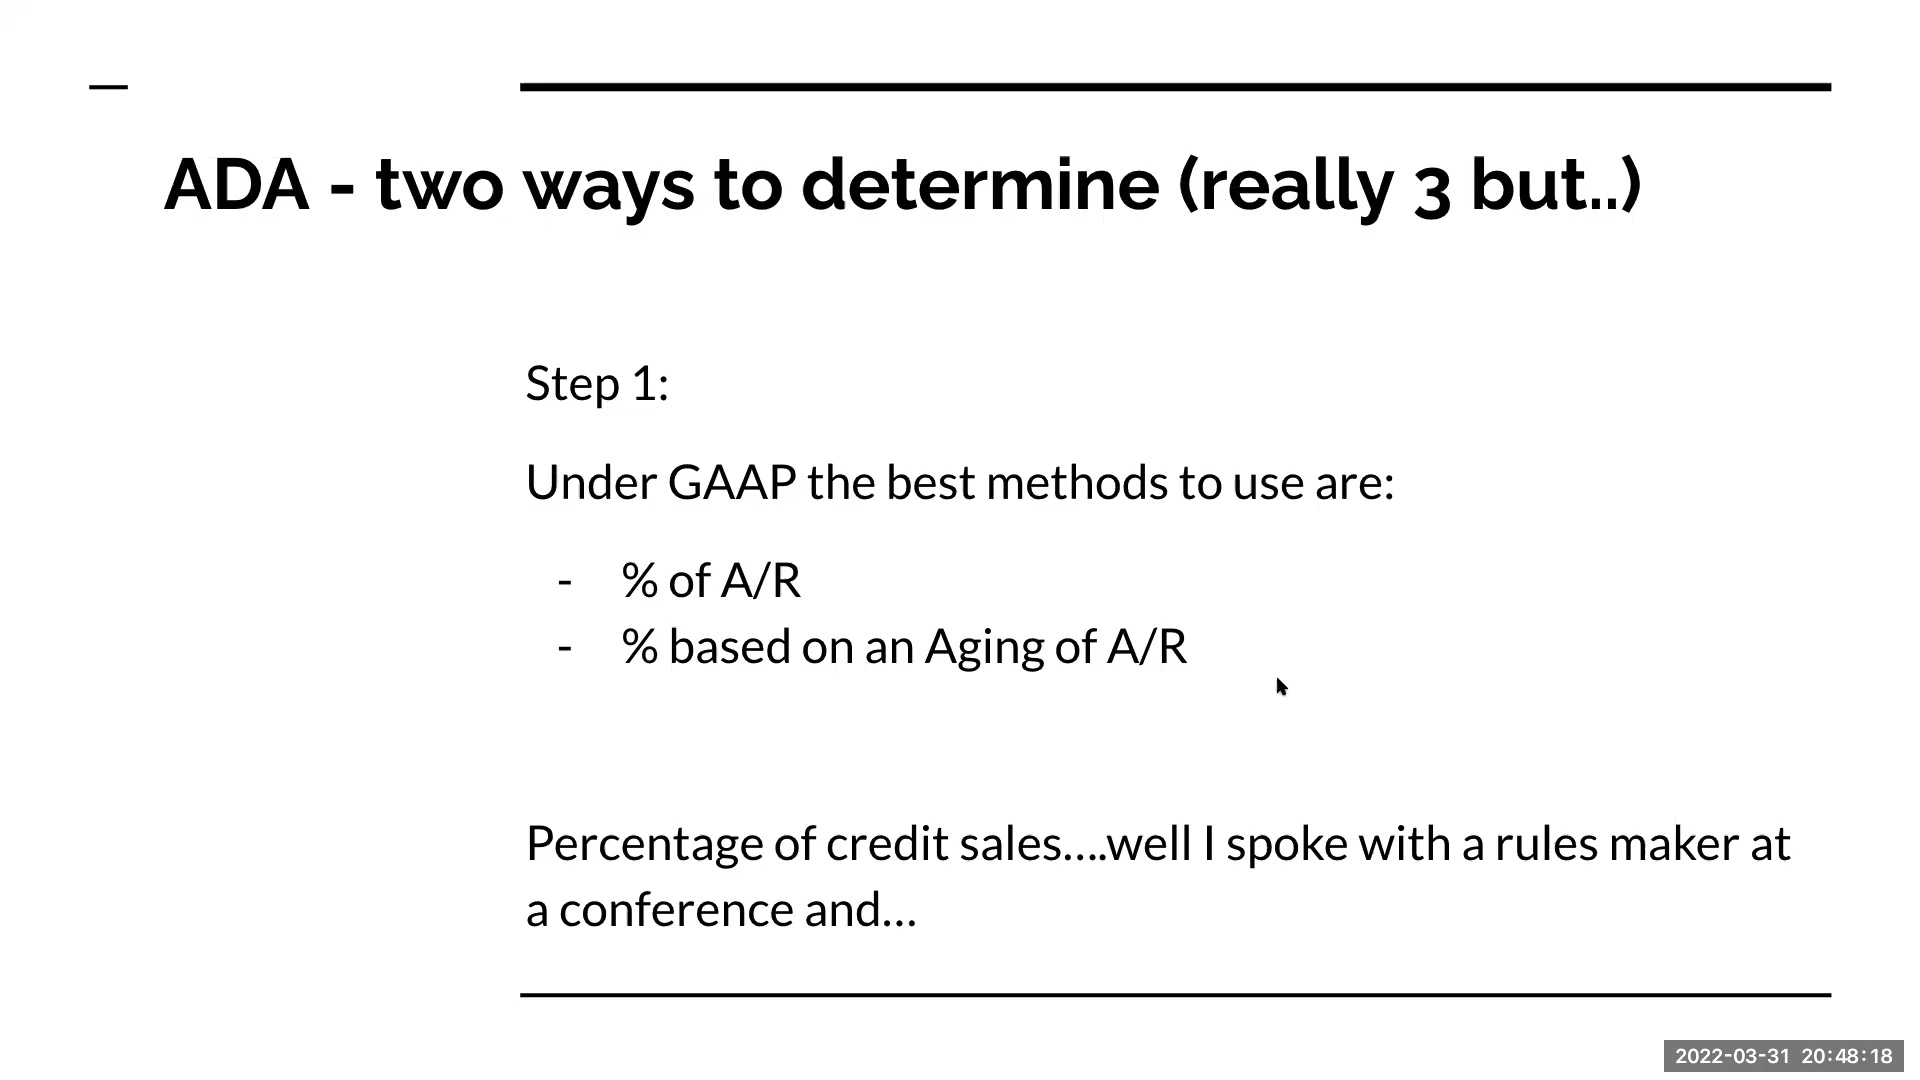 ADA - two ways to determine (really 3 but..)
Step 1:
Under GAAP the best methods to use are:
- % of A/R
- % based on an Aging of A/R
Percentage of credit sales....well I spoke with a rules maker at
a conference and...
2022-03-31 20:48:18